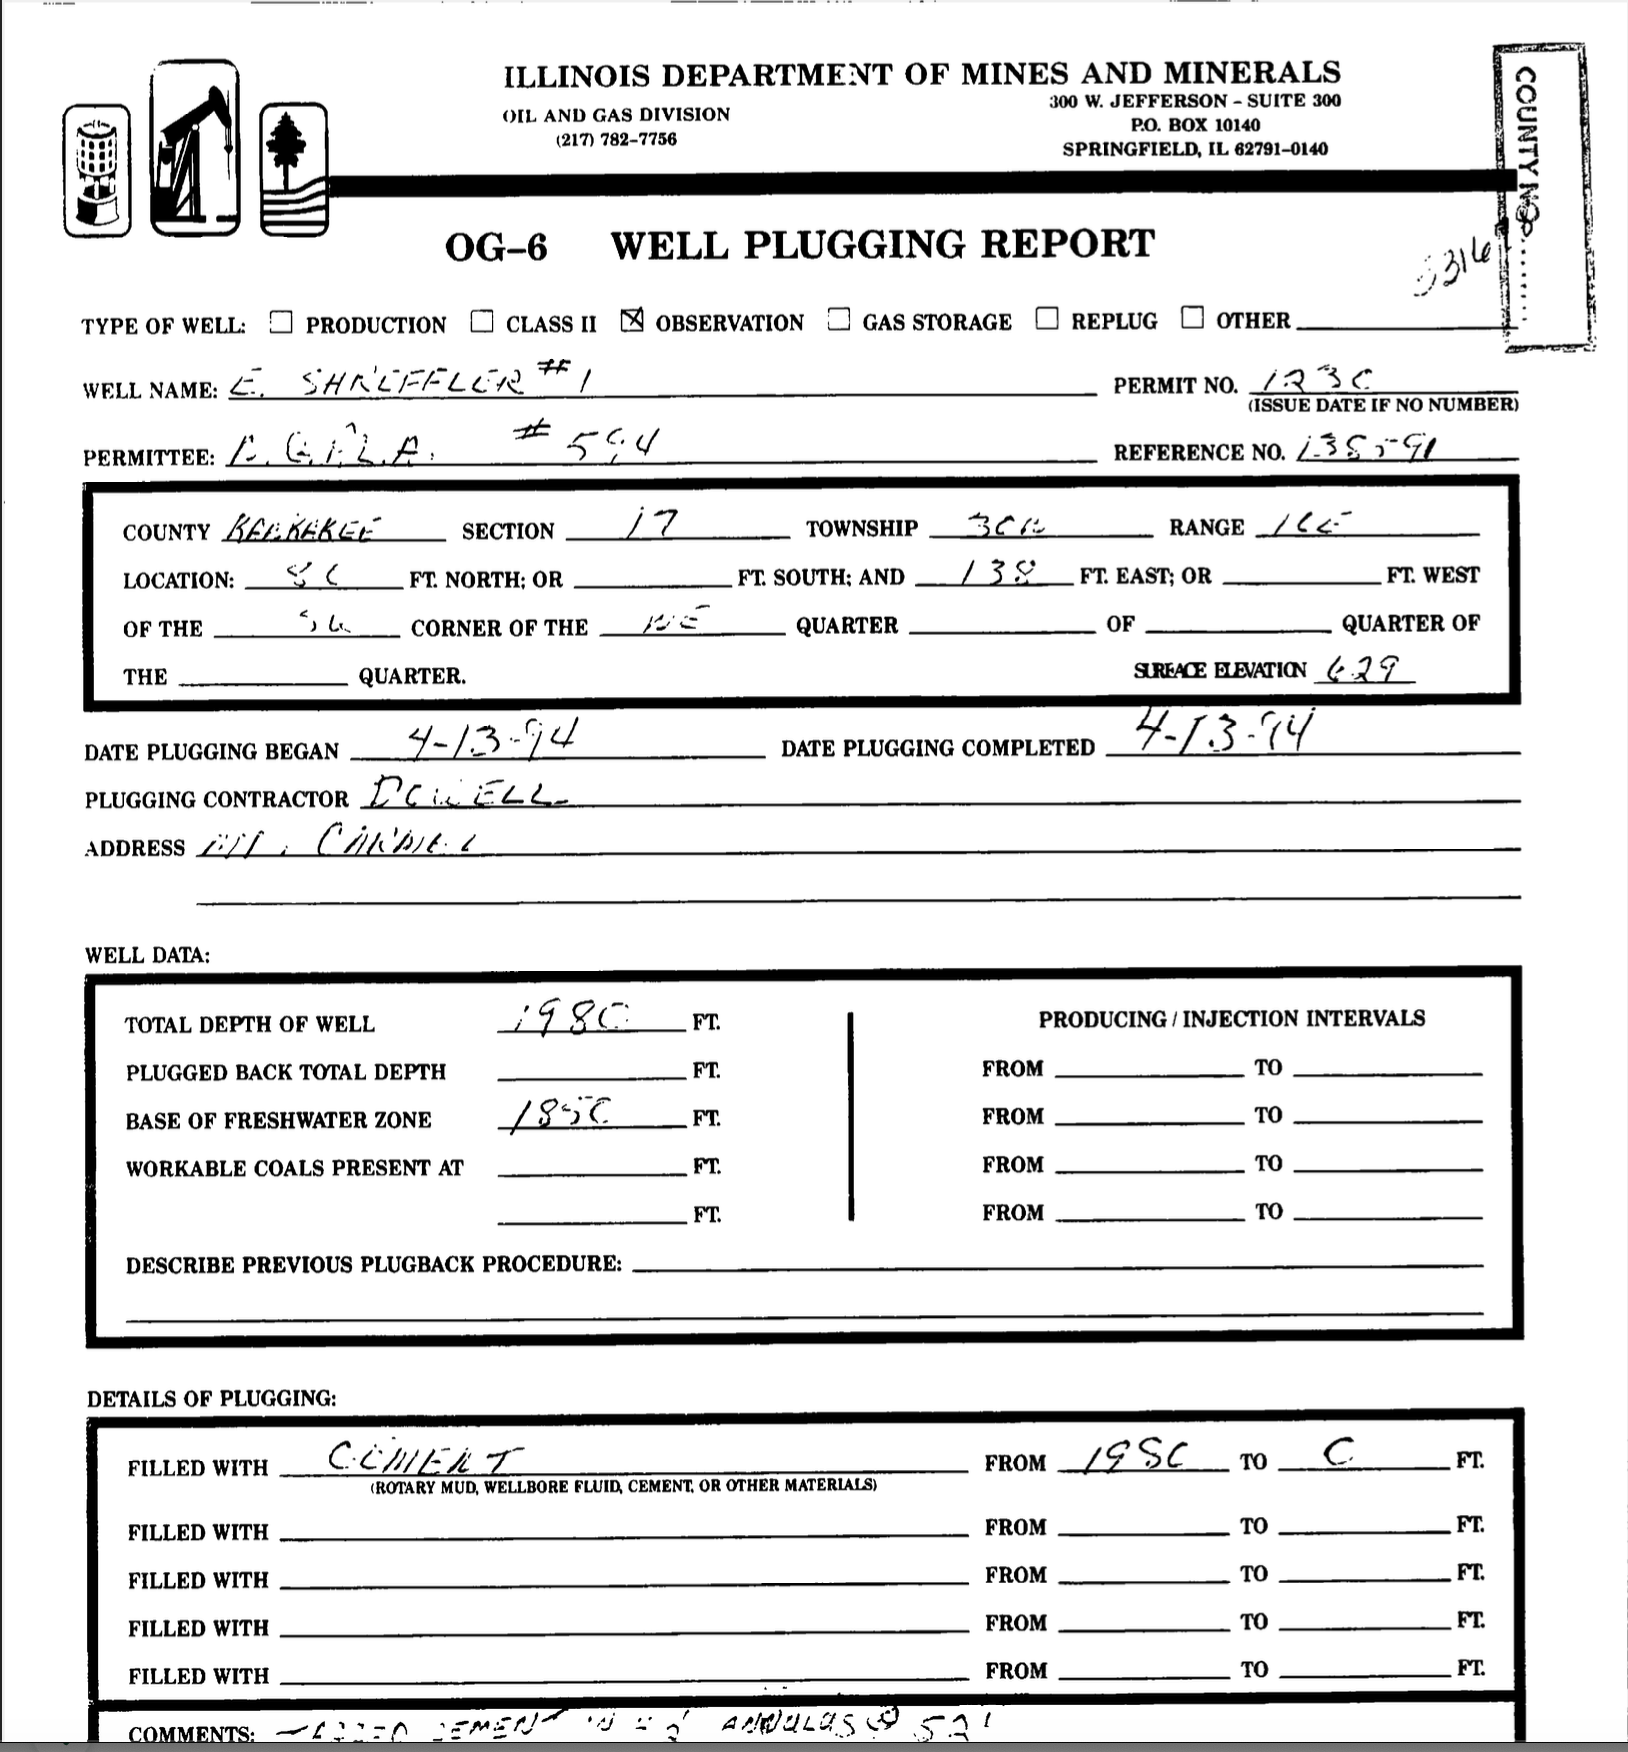 ILLINOIS DEPARTMENT OF MINES AND MINERALS
OIL AND GAS DIVISION
(217) 782-7756
300 W. JEFFERSON - SUITE 300
P.O. BOX 10140
SPRINGFIELD, IL 62791-0140
COUNTY NO.
OG-6 WELL PLUGGING REPORT
TYPE OF WELL: ☐ PRODUCTION ☐ CLASS II ☒ OBSERVATION ☐ GAS STORAGE ☐ REPLUG ☐ OTHER
WELL NAME: E. SHREFFLER #1 PERMIT NO. 1230
(ISSUE DATE IF NO NUMBER)
PERMITTEE: # 594 REFERENCE NO.
COUNTY KANKAKEE SECTION 17 TOWNSHIP 30N RANGE 10E
LOCATION: 80 FT. NORTH; OR FT. SOUTH; AND 138 FT. EAST; OR FT. WEST
OF THE SW CORNER OF THE NE QUARTER OF QUARTER OF
THE QUARTER. SURFACE ELEVATION 629
DATE PLUGGING BEGAN 4-13-94 DATE PLUGGING COMPLETED 4-13-94
PLUGGING CONTRACTOR DOWELL
ADDRESS MT. CARMEL
WELL DATA:
TOTAL DEPTH OF WELL 1980 FT. PRODUCING / INJECTION INTERVALS
PLUGGED BACK TOTAL DEPTH FT. FROM TO
BASE OF FRESHWATER ZONE 1850 FT. FROM TO
WORKABLE COALS PRESENT AT FT. FROM TO
FT. FROM TO
DESCRIBE PREVIOUS PLUGBACK PROCEDURE:
DETAILS OF PLUGGING:
FILLED WITH CEMENT FROM 1980 TO 0 FT.
(ROTARY MUD, WELLBORE FLUID, CEMENT, OR OTHER MATERIALS)
FILLED WITH FROM TO FT.
FILLED WITH FROM TO FT.
FILLED WITH FROM TO FT.
FILLED WITH FROM TO FT.
COMMENTS: CEMENT IN ANNULUS @ 52'